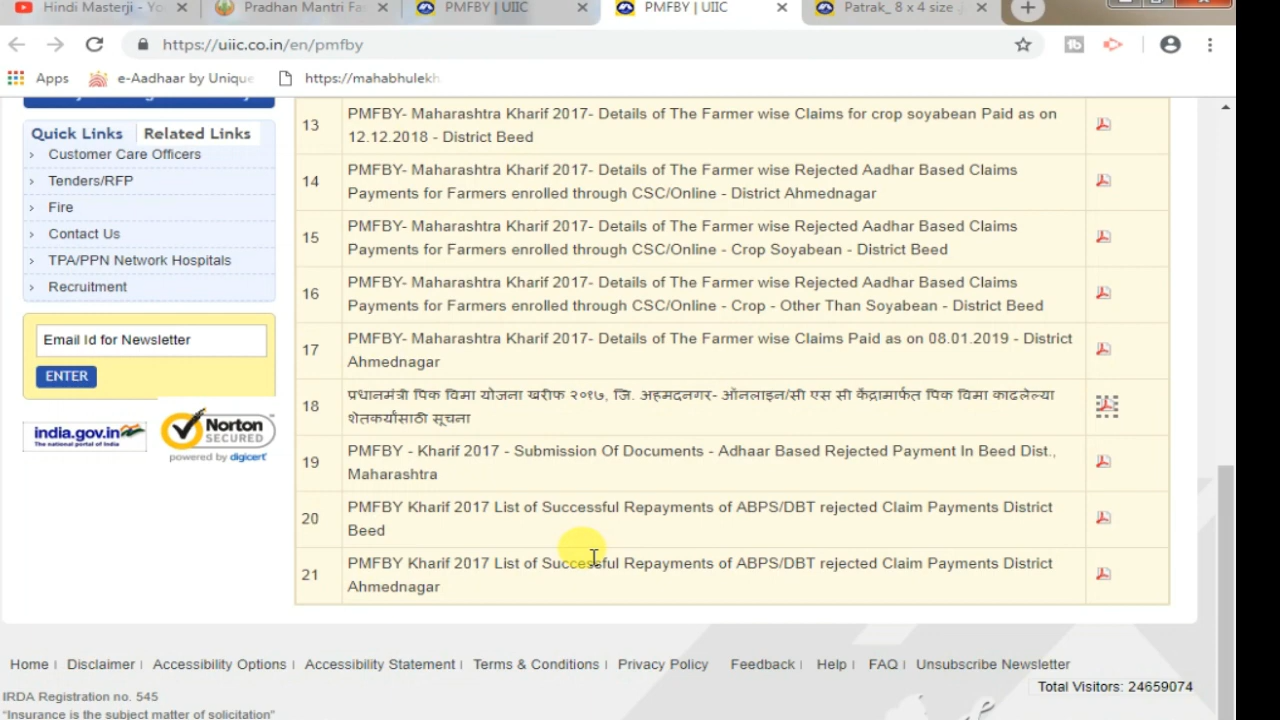 Hindi Masterji - Yo
Pradhan Mantri Fa
PMFBY | UIIC
PMFBY | UIIC
Patrak_ 8 x 4 size .j
https://uiic.co.in/en/pmfby
Apps
e-Aadhaar by Unique
https://mahabhulekh.
Quick Links
Related Links
Customer Care Officers
Tenders/RFP
Fire
Contact Us
TPA/PPN Network Hospitals
Recruitment
Email Id for Newsletter
ENTER
india.gov.in
The national portal of India
Norton
SECURED
powered by digicert
13 PMFBY- Maharashtra Kharif 2017- Details of The Farmer wise Claims for crop soyabean Paid as on
12.12.2018 - District Beed
14 PMFBY- Maharashtra Kharif 2017- Details of The Farmer wise Rejected Aadhar Based Claims
Payments for Farmers enrolled through CSC/Online - District Ahmednagar
15 PMFBY- Maharashtra Kharif 2017- Details of The Farmer wise Rejected Aadhar Based Claims
Payments for Farmers enrolled through CSC/Online - Crop Soyabean - District Beed
16 PMFBY- Maharashtra Kharif 2017- Details of The Farmer wise Rejected Aadhar Based Claims
Payments for Farmers enrolled through CSC/Online - Crop - Other Than Soyabean - District Beed
17 PMFBY- Maharashtra Kharif 2017- Details of The Farmer wise Claims Paid as on 08.01.2019 - District
Ahmednagar
18 प्रधानमंत्री पिक विमा योजना खरीफ २०१७, जि. अहमदनगर- ऑनलाइन/सी एस सी केंद्रामार्फत पिक विमा काढलेल्या
शेतकर्यांसाठी सूचना
19 PMFBY - Kharif 2017 - Submission Of Documents - Adhaar Based Rejected Payment In Beed Dist.,
Maharashtra
20 PMFBY Kharif 2017 List of Successful Repayments of ABPS/DBT rejected Claim Payments District
Beed
21 PMFBY Kharif 2017 List of Successful Repayments of ABPS/DBT rejected Claim Payments District
Ahmednagar
Home | Disclaimer | Accessibility Options | Accessibility Statement | Terms & Conditions | Privacy Policy Feedback | Help | FAQ | Unsubscribe Newsletter
Total Visitors: 24659074
IRDA Registration no. 545
"Insurance is the subject matter of solicitation"